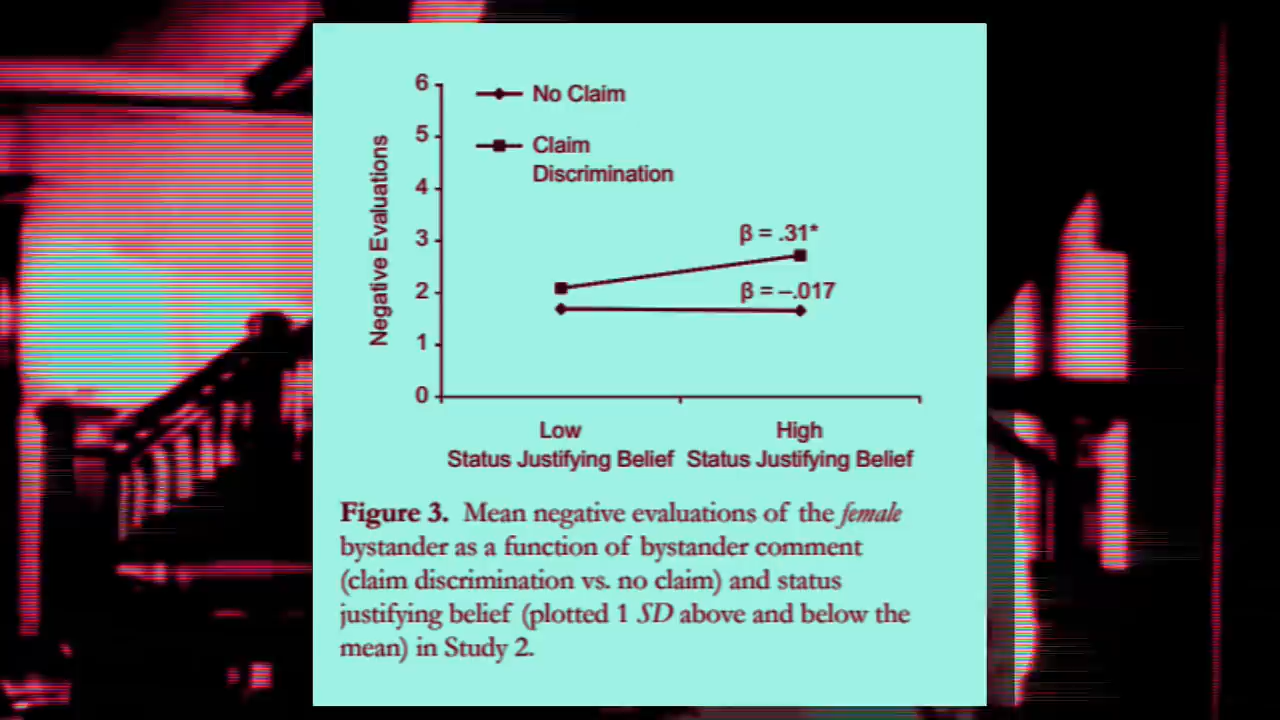 6
No Claim
5
Claim
Discrimination
4
3
2
1
0
Negative Evaluations
β = .31*
β = –.017
Low
Status Justifying Belief
High
Status Justifying Belief
Figure 3. Mean negative evaluations of the female
bystander as a function of bystander comment
(claim discrimination vs. no claim) and status
justifying belief (plotted 1 SD above and below the
mean) in Study 2.